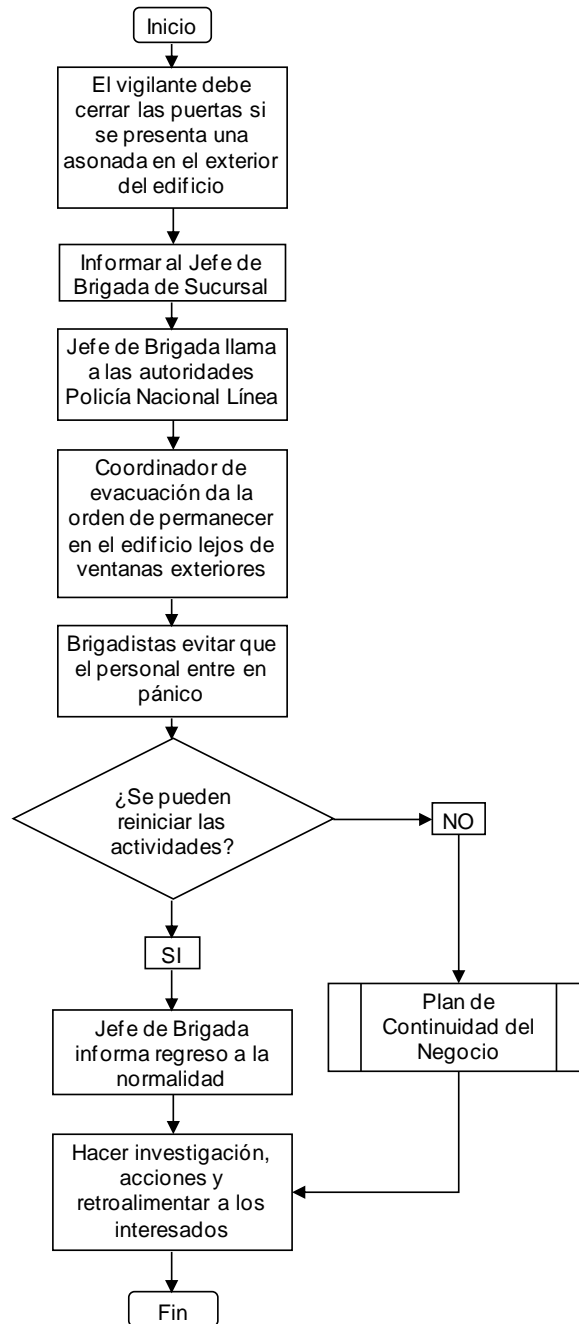 Inicio
El vigilante debe
cerrar las puertas si
se presenta una
asonada en el exterior
del edificio
Informar al Jefe de
Brigada de Sucursal
Jefe de Brigada llama
a las autoridades
Policía Nacional Línea
Coordinador de
evacuación da la
orden de permanecer
en el edificio lejos de
ventanas exteriores
Brigadistas evitar que
el personal entre en
pánico
¿Se pueden
reiniciar las
actividades?
NO
SI
Plan de
Continuidad del
Negocio
Jefe de Brigada
informa regreso a la
normalidad
Hacer investigación,
acciones y
retroalimentar a los
interesados
Fin